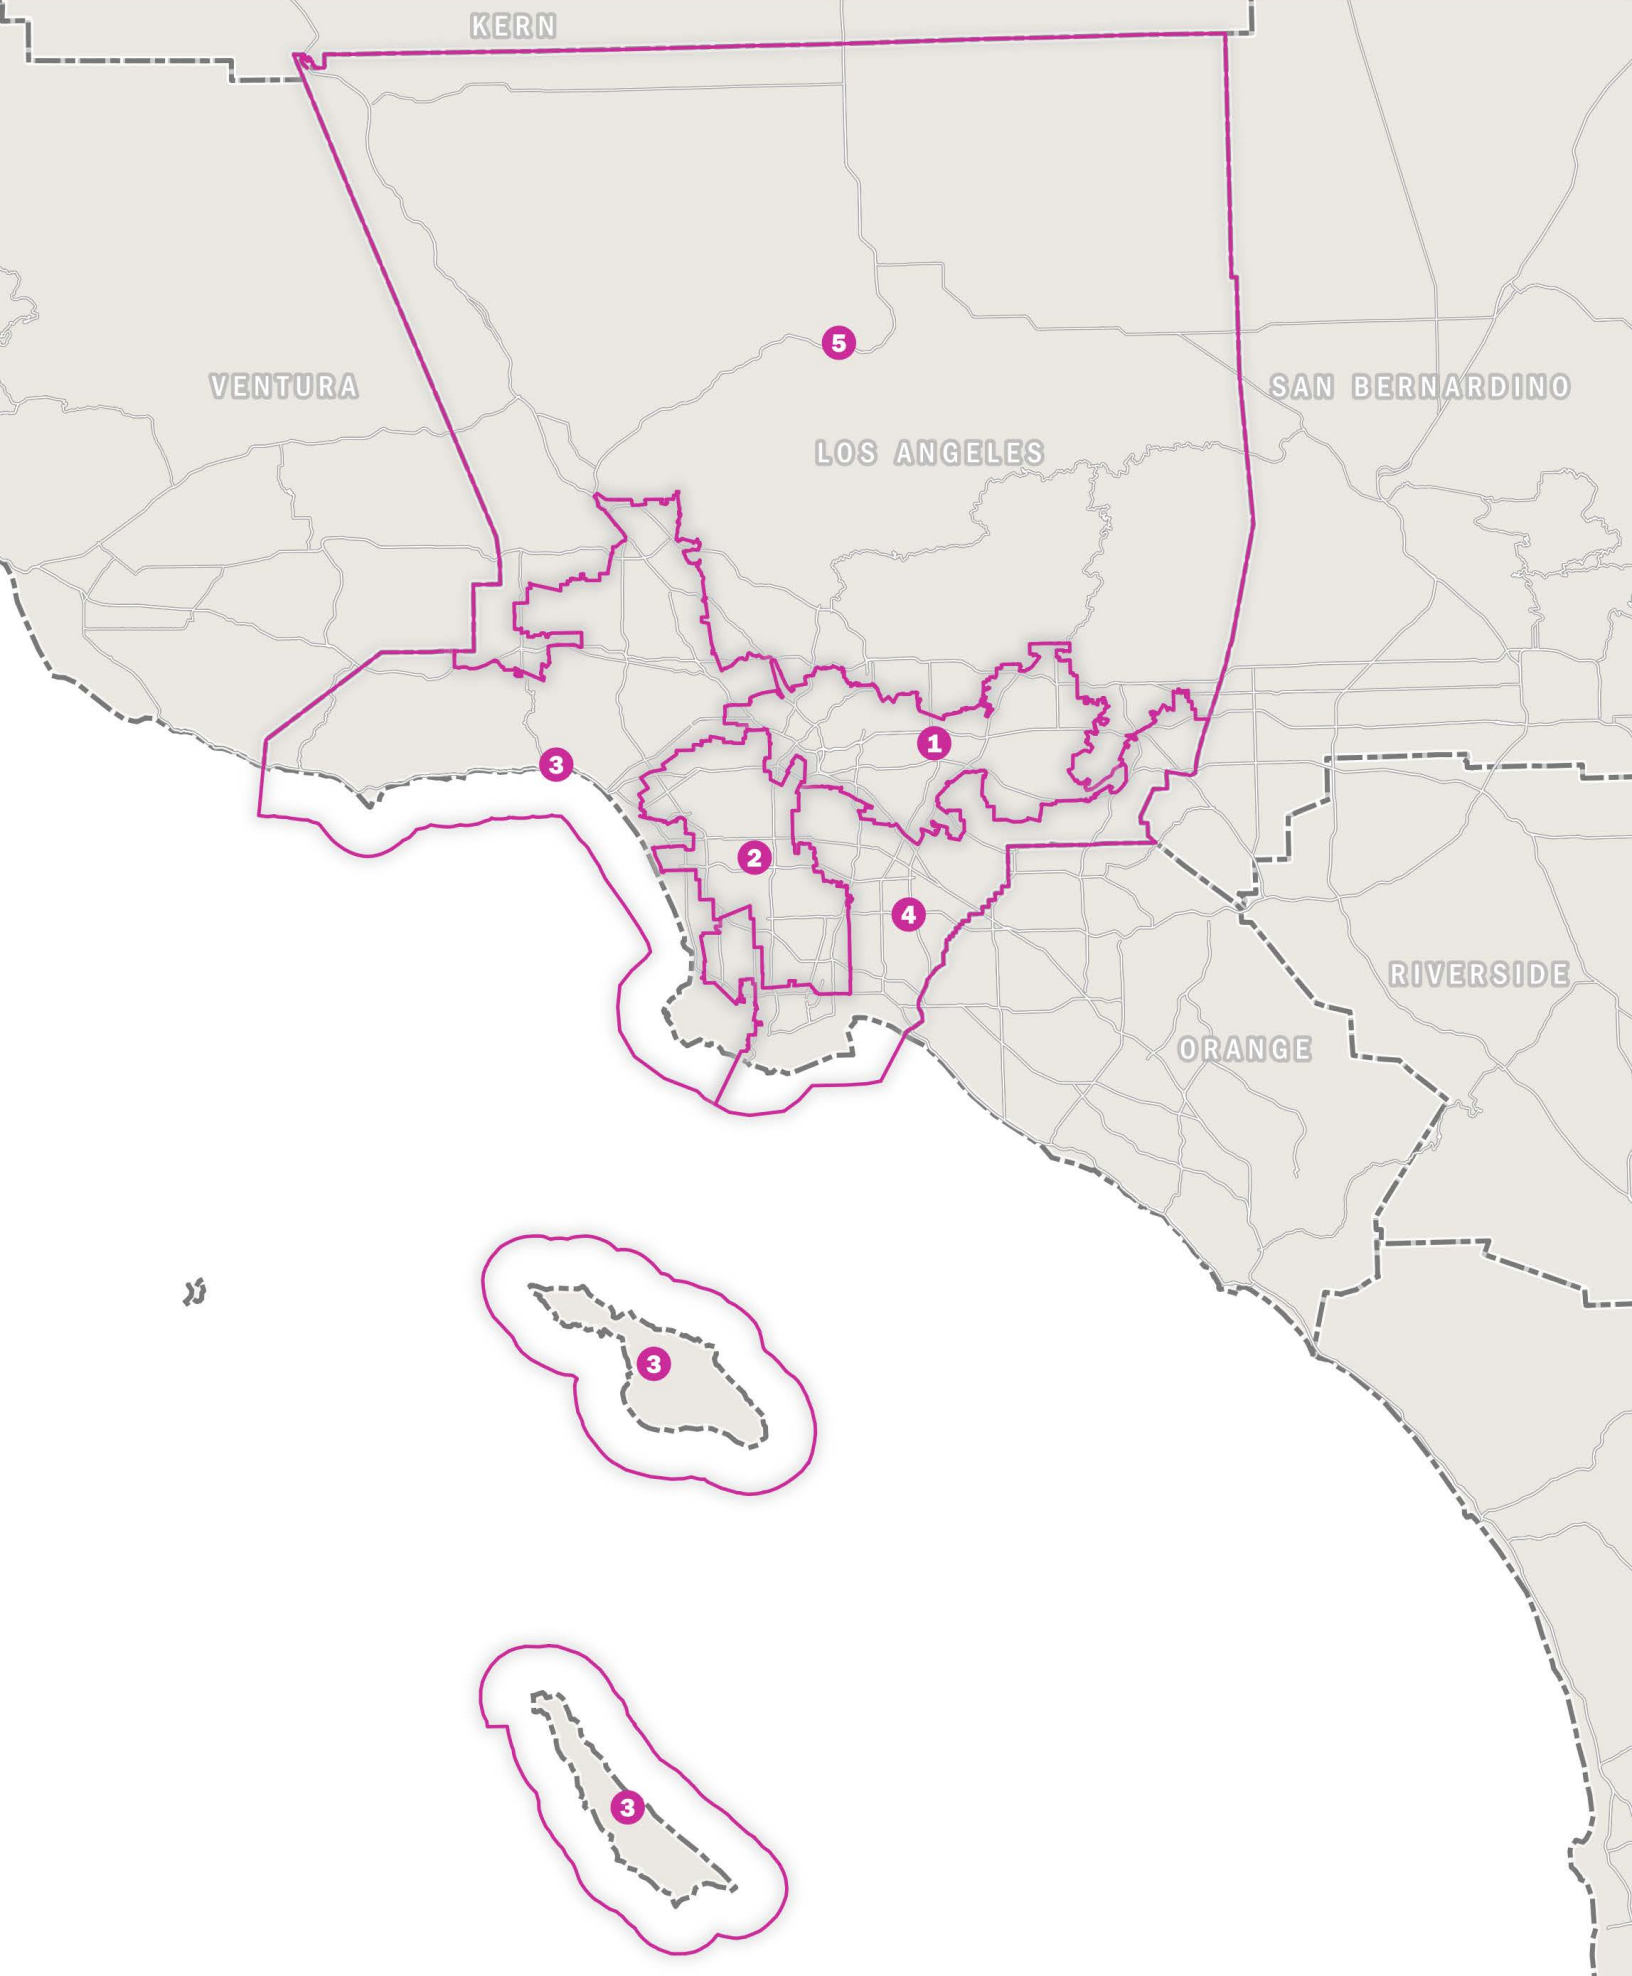 KERN
5
VENTURA
SAN BERNARDINO
LOS ANGELES
1
3
2
4
RIVERSIDE
ORANGE
3
3